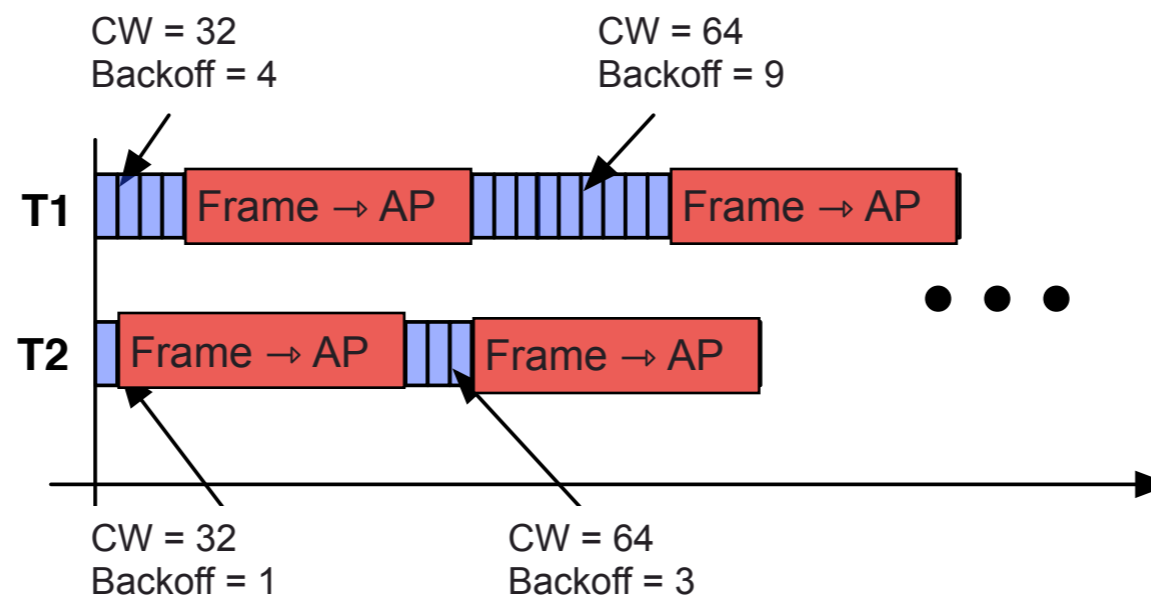 CW = 32
Backoff = 4
CW = 64
Backoff = 9
T1
Frame → AP
Frame → AP
T2
Frame → AP
Frame → AP
CW = 32
Backoff = 1
CW = 64
Backoff = 3